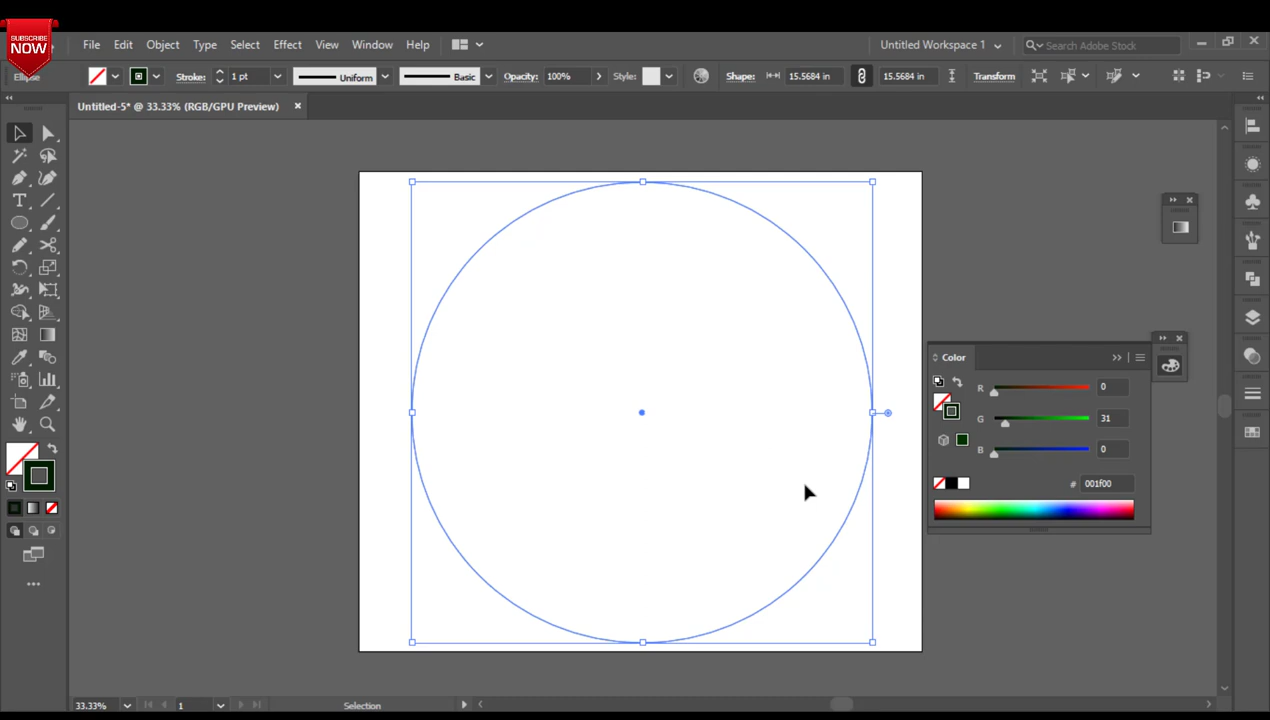 SUBSCRIBE
NOW
File Edit Object Type Select Effect View Window Help
Untitled Workspace 1
Search Adobe Stock
Ellipse
Stroke: 1 pt Uniform Basic Opacity: 100% Style: Shape: 15.5684 in 15.5684 in Transform
Untitled-5* @ 33.33% (RGB/GPU Preview)
Color
R 0
G 31
B 0
# 001f00
33.33% 1 Selection